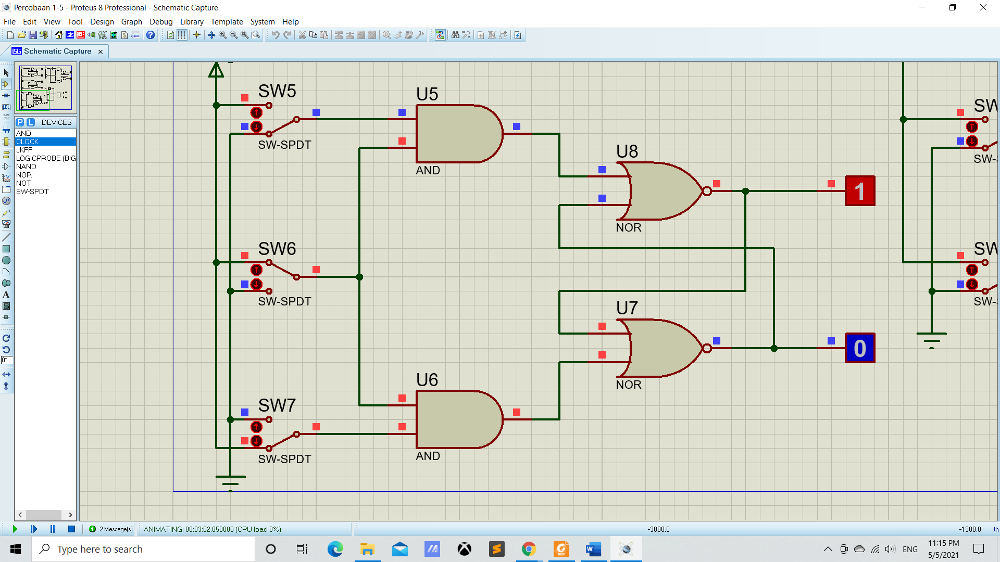 Percobaan 1-5 - Proteus 8 Professional - Schematic Capture
File Edit View Tool Design Graph Debug Library Template System Help
Schematic Capture
P L DEVICES
AND
CLOCK
JKFF
LOGICPROBE (BIG
NAND
NOR
NOT
SW-SPDT
LBL
A
S
0°
SW5
SW-SPDT
U5
AND
U8
NOR
1
SW6
SW-SPDT
U7
NOR
0
SW7
SW-SPDT
U6
AND
SW
SW-S
SW
SW-S
2 Message(s)
ANIMATING: 00:03:02.050000 (CPU load 0%)
-3800.0
-1300.0
th
Type here to search
ENG
11:15 PM
5/5/2021